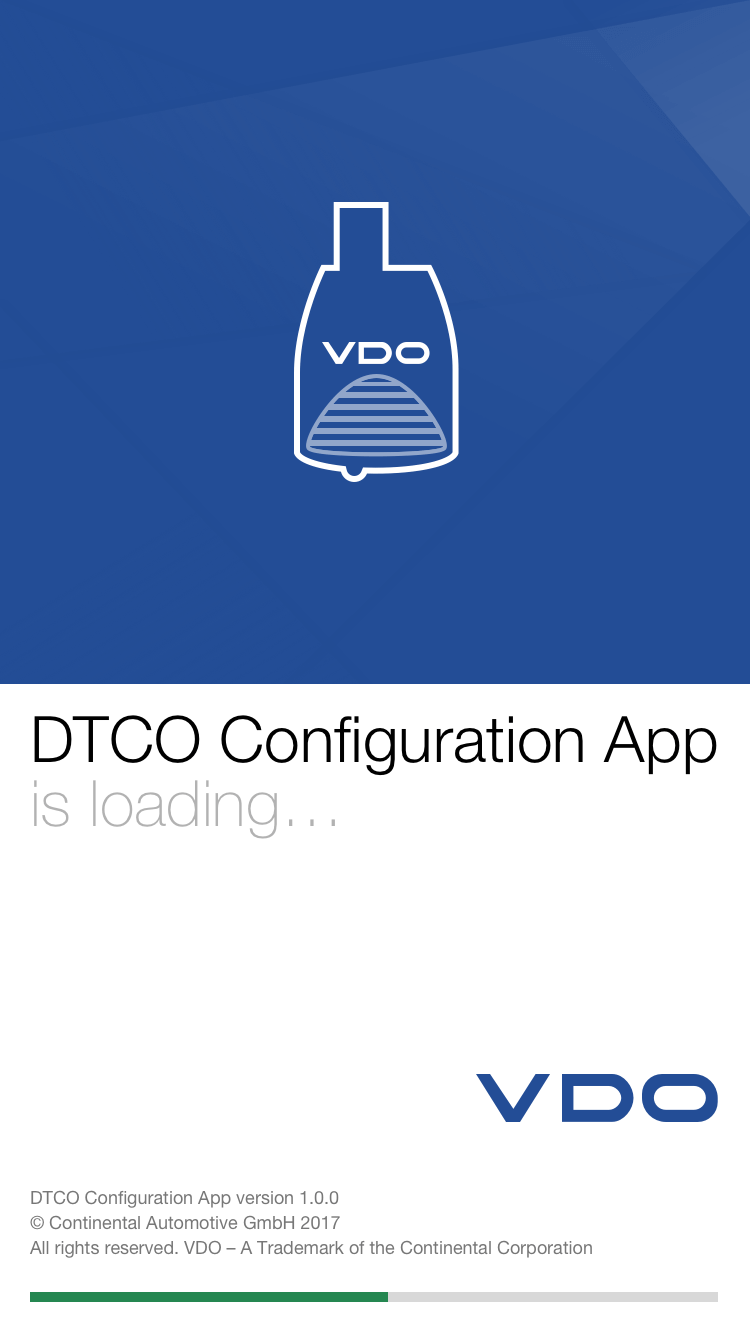 VDO
DTCO Configuration App
is loading...
VDO
DTCO Configuration App version 1.0.0
© Continental Automotive GmbH 2017
All rights reserved. VDO – A Trademark of the Continental Corporation